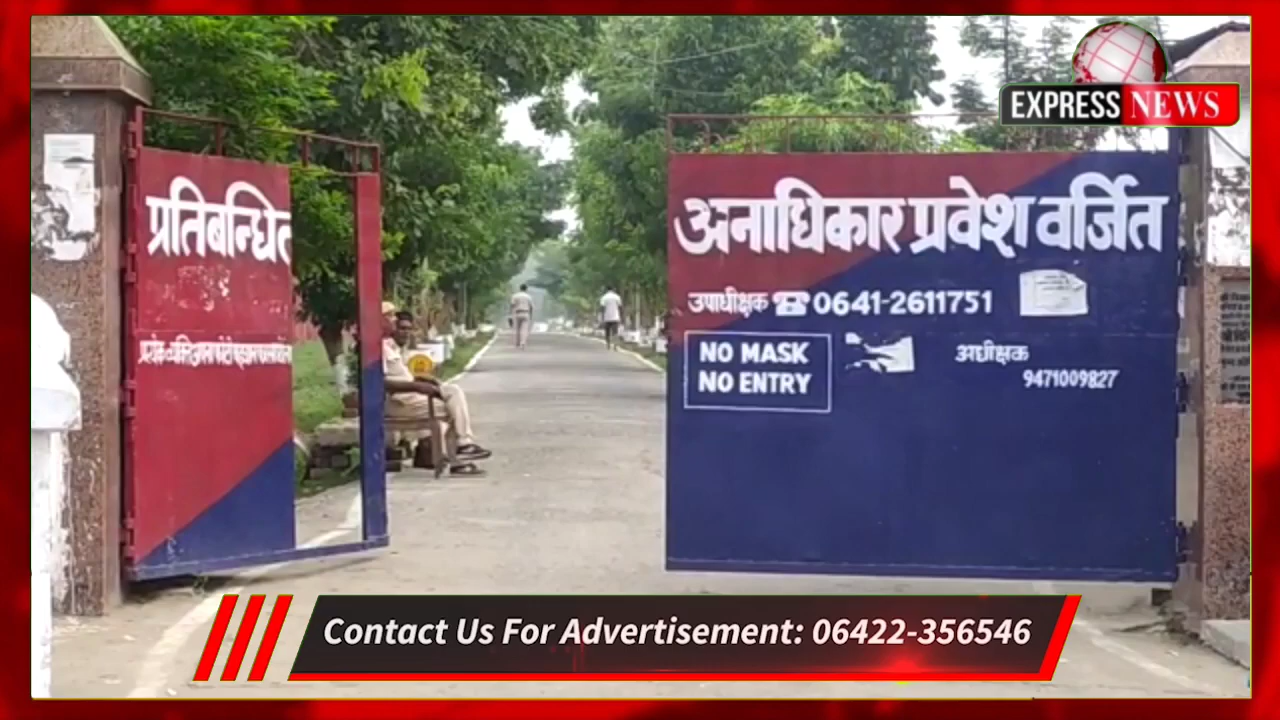 EXPRESS NEWS
प्रतिबन्धित
अनाधिकार प्रवेश वर्जित
उपाधीक्षक ☎ 0641-2611751
NO MASK
NO ENTRY
अधीक्षक
9471009827
Contact Us For Advertisement: 06422-356546